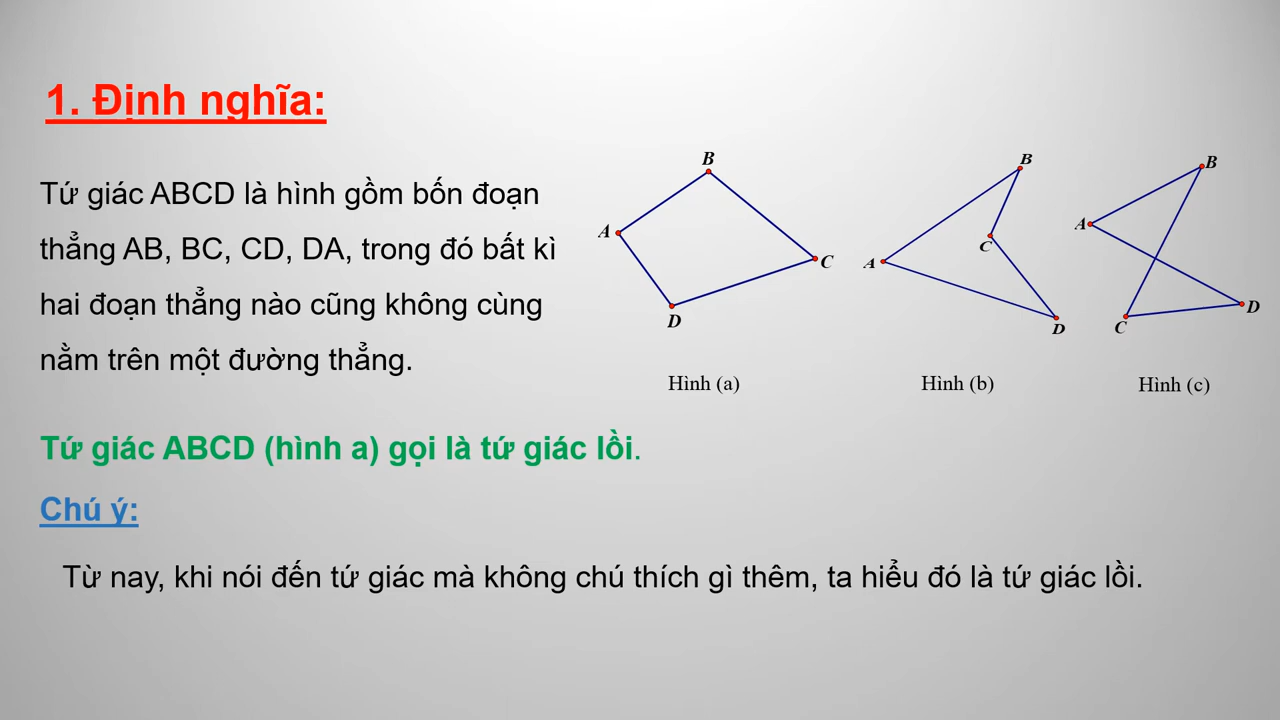 1. Định nghĩa:
Tứ giác ABCD là hình gồm bốn đoạn
thẳng AB, BC, CD, DA, trong đó bất kì
hai đoạn thẳng nào cũng không cùng
nằm trên một đường thẳng.
B
A
C
D
Hình (a)
B
C
A
D
Hình (b)
B
A
D
C
Hình (c)
Tứ giác ABCD (hình a) gọi là tứ giác lồi.
Chú ý:
Từ nay, khi nói đến tứ giác mà không chú thích gì thêm, ta hiểu đó là tứ giác lồi.